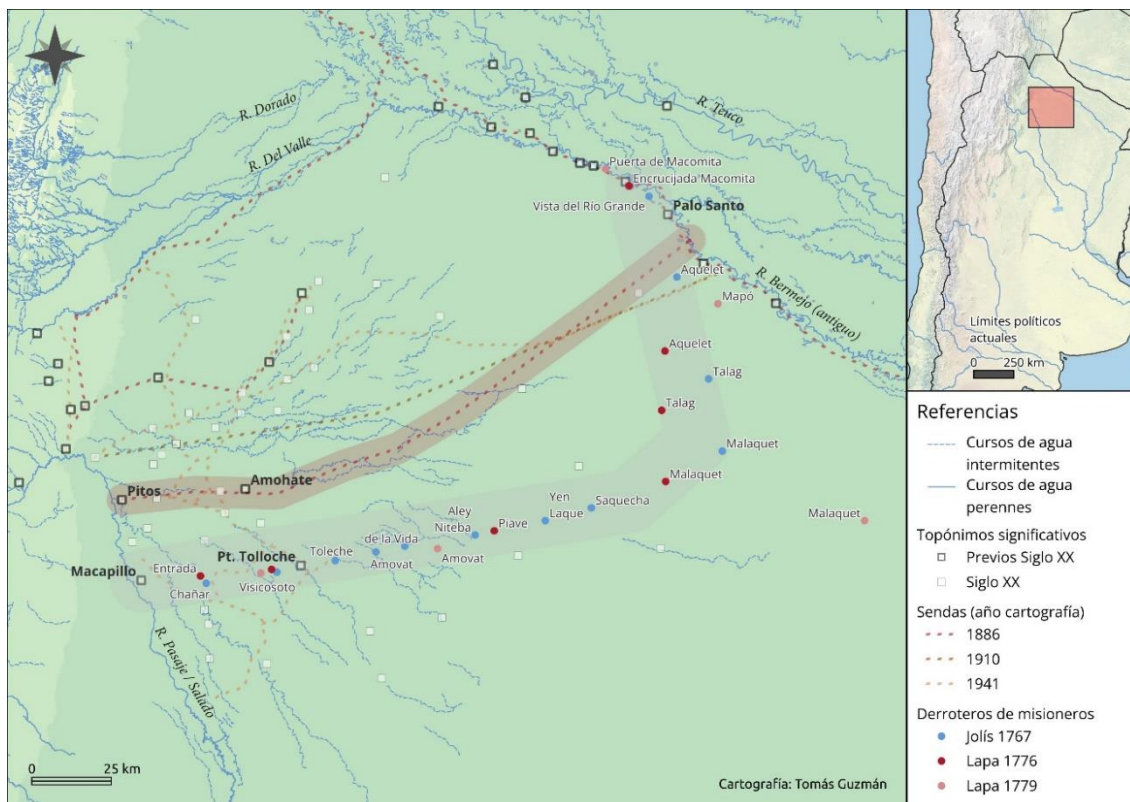 R. Dorado
R. Del Valle
R. Teuco
Puerta de Macomita
Encrucijada Macomita
Vista del Río Grande
Palo Santo
Aquelet
R. Bermejo (antiguo)
Mapó
Aquelet
Talag
Talag
Malaquet
Malaquet
Malaquet
Pitos
Amohate
Yen
Laque
Saquecha
Aley
Niteba
Piave
de la Vida
Amovat
Amovat
Toleche
Pt. Tolloche
Visicosoto
Macapillo
Entrada
Chañar
R. Pasaje / Salado
0 25 km
Cartografía: Tomás Guzmán
Límites políticos
actuales
0 250 km
Referencias
Cursos de agua
intermitentes
Cursos de agua
perennes
Topónimos significativos
Previos Siglo XX
Siglo XX
Sendas (año cartografía)
1886
1910
1941
Derroteros de misioneros
Jolís 1767
Lapa 1776
Lapa 1779